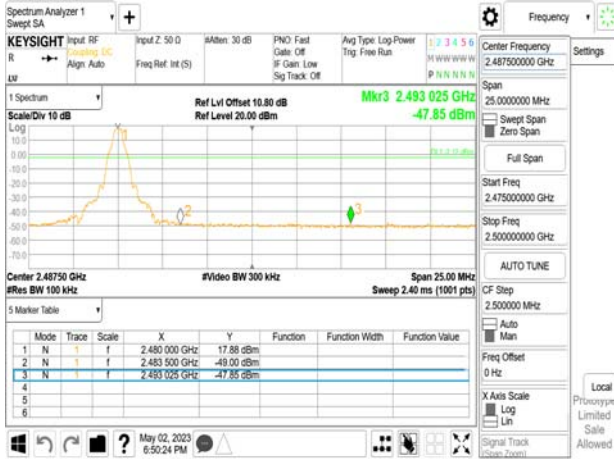 Spectrum Analyzer 1
Swept SA
+
Frequency
KEYSIGHT
R
Input: RF
Coupling: DC
Align: Auto
Input Z: 50 Ω
Freq Ref: Int (S)
#Atten: 30 dB
PNO: Fast
Gate: Off
IF Gain: Low
Sig Track: Off
Avg Type: Log-Power
Trig: Free Run
1 2 3 4 5 6
M W W W W W
P N N N N N
1 Spectrum
Scale/Div 10 dB
Ref Lvl Offset 10.80 dB
Ref Level 20.00 dBm
Mkr3 2.493 025 GHz
-47.85 dBm
Log
10.0
0.00
-10.0
-20.0
-30.0
-40.0
-50.0
-60.0
-70.0
1
2
3
Center 2.48750 GHz
#Res BW 100 kHz
#Video BW 300 kHz
Span 25.00 MHz
Sweep 2.40 ms (1001 pts)
5 Marker Table
Mode Trace Scale X Y Function Function Width Function Value
1 N 1 f 2.480 000 GHz 17.88 dBm
2 N 1 f 2.483 500 GHz -49.00 dBm
3 N 1 f 2.493 025 GHz -47.85 dBm
4
5
6
May 02, 2023
6:50:24 PM
Center Frequency
2.487500000 GHz
Span
25.0000000 MHz
Swept Span
Zero Span
Full Span
Start Freq
2.475000000 GHz
Stop Freq
2.500000000 GHz
AUTO TUNE
CF Step
2.500000 MHz
Auto
Man
Freq Offset
0 Hz
X Axis Scale
Log
Lin
Signal Track
(Span Zoom)
Settings
Local
Prototype
Limited
Sale
Allowed